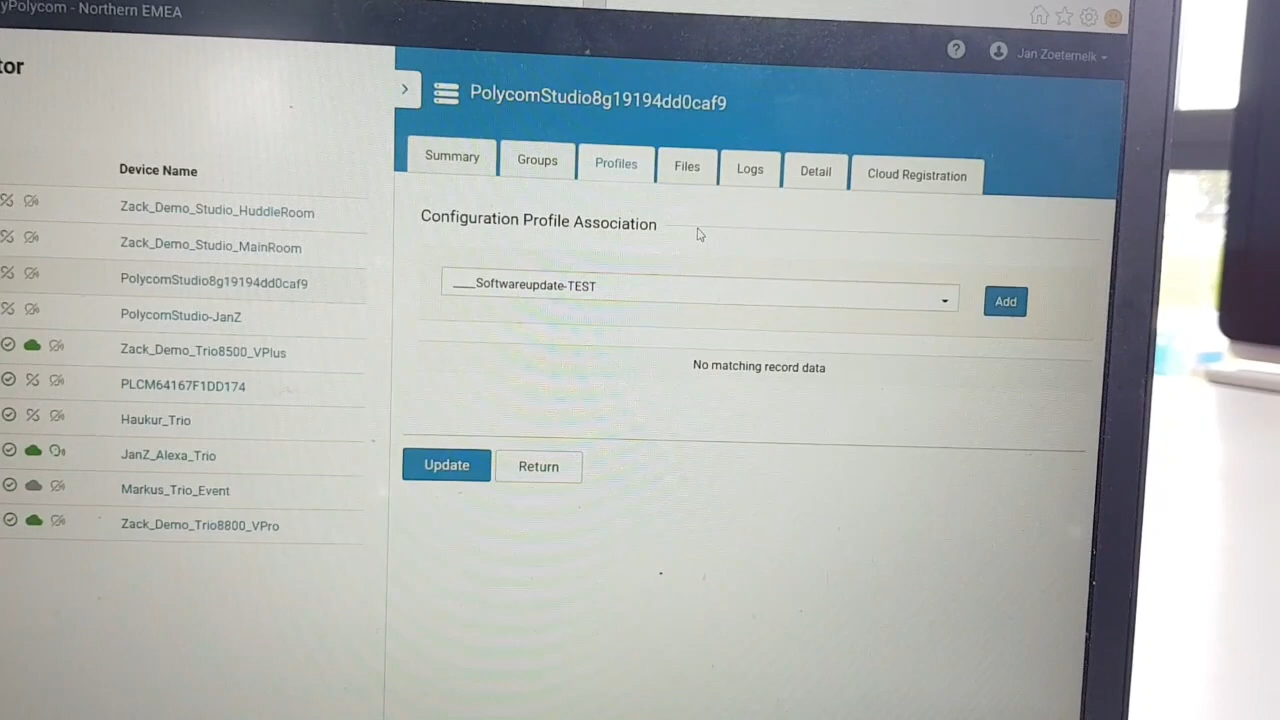 yPolycom - Northern EMEA
Jan Zoetemelk
tor
PolycomStudio8g19194dd0caf9
Summary
Groups
Profiles
Files
Logs
Detail
Cloud Registration
Device Name
Zack_Demo_Studio_HuddleRoom
Zack_Demo_Studio_MainRoom
PolycomStudio8g19194dd0caf9
PolycomStudio-JanZ
Zack_Demo_Trio8500_VPlus
PLCM64167F1DD174
Haukur_Trio
JanZ_Alexa_Trio
Markus_Trio_Event
Zack_Demo_Trio8800_VPro
Configuration Profile Association
____Softwareupdate-TEST
Add
No matching record data
Update
Return